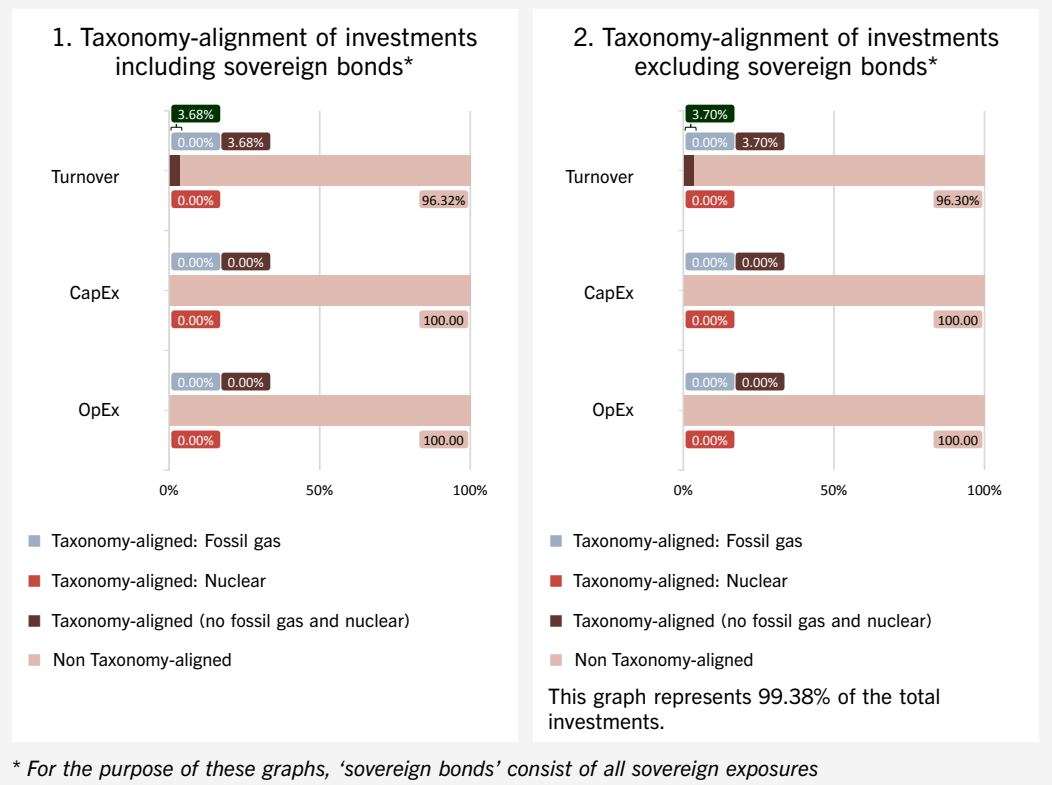 1. Taxonomy-alignment of investments
including sovereign bonds*
3.68%
0.00% 3.68%
Turnover
0.00% 96.32%
0.00% 0.00%
CapEx
0.00% 100.00
0.00% 0.00%
OpEx
0.00% 100.00
0% 50% 100%
Taxonomy-aligned: Fossil gas
Taxonomy-aligned: Nuclear
Taxonomy-aligned (no fossil gas and nuclear)
Non Taxonomy-aligned
2. Taxonomy-alignment of investments
excluding sovereign bonds*
3.70%
0.00% 3.70%
Turnover
0.00% 96.30%
0.00% 0.00%
CapEx
0.00% 100.00
0.00% 0.00%
OpEx
0.00% 100.00
0% 50% 100%
Taxonomy-aligned: Fossil gas
Taxonomy-aligned: Nuclear
Taxonomy-aligned (no fossil gas and nuclear)
Non Taxonomy-aligned
This graph represents 99.38% of the total
investments.
* For the purpose of these graphs, ‘sovereign bonds’ consist of all sovereign exposures